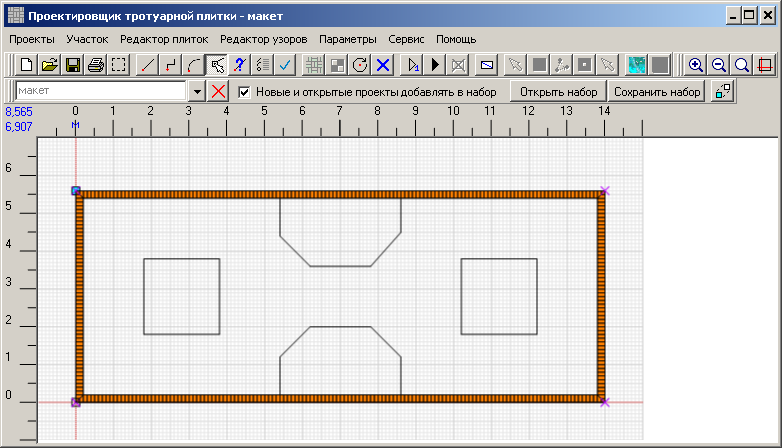 Проектировщик тротуарной плитки - макет
Проекты Участок Редактор плиток Редактор узоров Параметры Сервис Помощь
макет Новые и открытые проекты добавлять в набор Открыть набор Сохранить набор
8,565 0 1 2 3 4 5 6 7 8 9 10 11 12 13 14
6,907 м
6
5
4
3
2
1
0